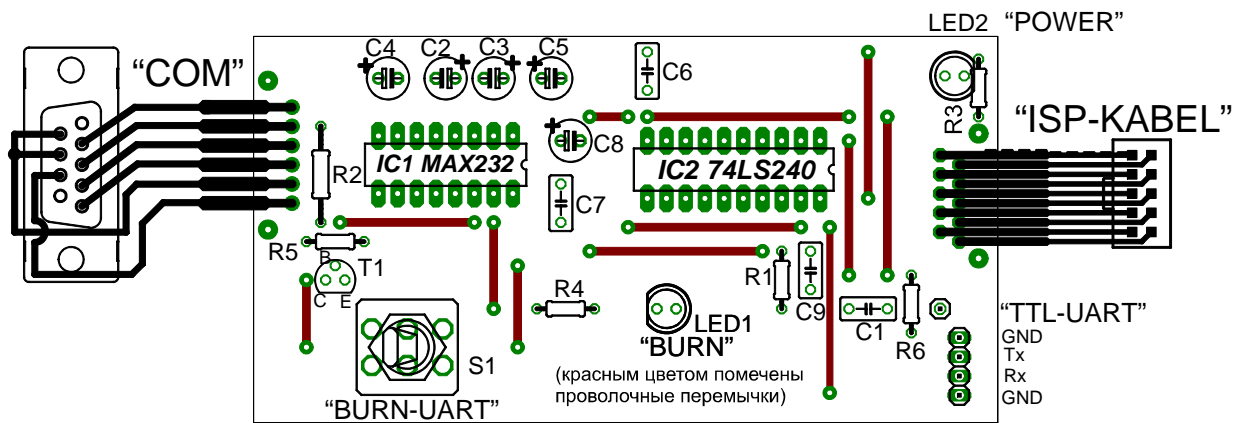 LED2 “POWER”
C4 C2 C3 C5
C6
“COM”
R3
“ISP-KABEL”
C8
IC1 MAX232
IC2 74LS240
R2
C7
R5
B
T1
C E
R4
R1
C9
C1
R6
LED1
“BURN”
“TTL-UART”
GND
Tx
Rx
GND
S1
“BURN-UART”
(красным цветом помечены
проволочные перемычки)